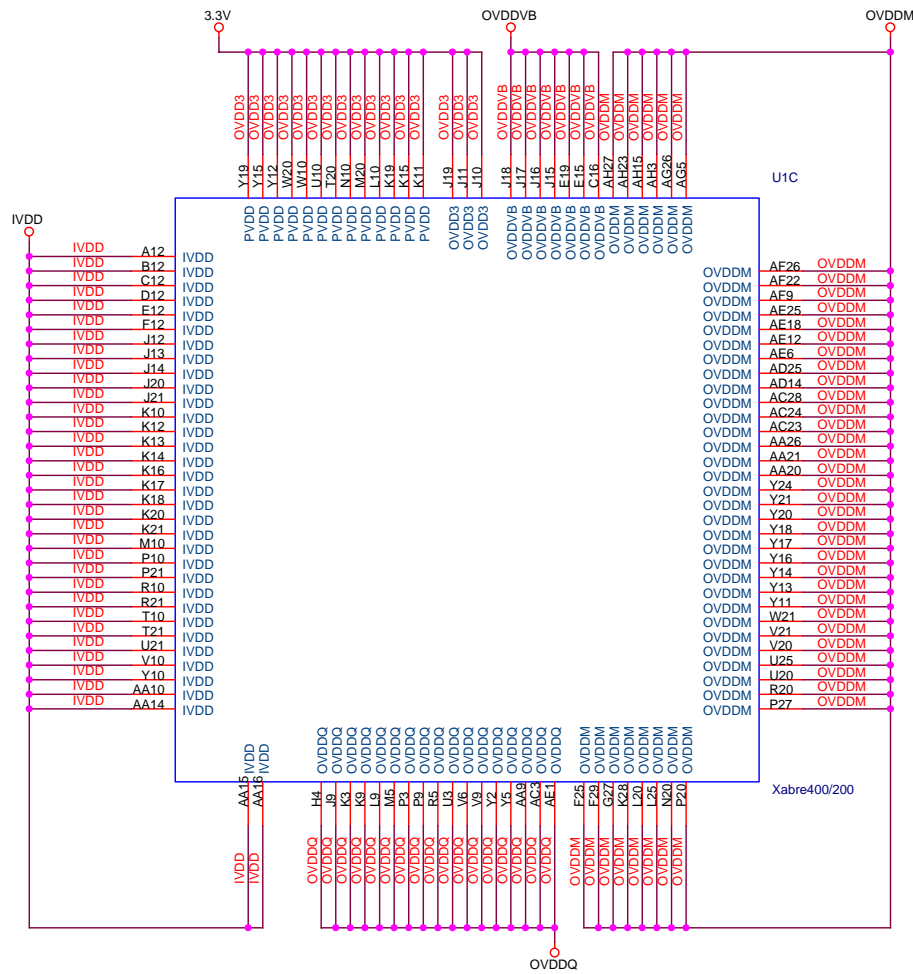 3.3V
OVDDVB
OVDDM
OVDD3 OVDD3 OVDD3 OVDD3 OVDD3 OVDD3 OVDD3 OVDD3 OVDD3 OVDD3 OVDD3 OVDD3 OVDD3 OVDD3 OVDD3 OVDD3 OVDDVB OVDDVB OVDDVB OVDDVB OVDDVB OVDDVB OVDDVB OVDDM OVDDM OVDDM OVDDM OVDDM OVDDM
Y19 Y15 Y12 W20 W10 U10 T20 N10 M20 L10 K19 K15 K11 J19 J11 J10 J18 J17 J16 J15 E19 E15 C16 AH27 AH23 AH15 AH3 AG26 AG5
U1C
PVDD PVDD PVDD PVDD PVDD PVDD PVDD PVDD PVDD PVDD PVDD PVDD PVDD OVDD3 OVDD3 OVDD3 OVDDVB OVDDVB OVDDVB OVDDVB OVDDVB OVDDVB OVDDVB OVDDM OVDDM OVDDM OVDDM OVDDM OVDDM
IVDD
IVDD A12 IVDD
IVDD B12 IVDD
IVDD C12 IVDD
IVDD D12 IVDD
IVDD E12 IVDD
IVDD F12 IVDD
IVDD J12 IVDD
IVDD J13 IVDD
IVDD J14 IVDD
IVDD J20 IVDD
IVDD J21 IVDD
IVDD K10 IVDD
IVDD K12 IVDD
IVDD K13 IVDD
IVDD K14 IVDD
IVDD K16 IVDD
IVDD K17 IVDD
IVDD K18 IVDD
IVDD K20 IVDD
IVDD K21 IVDD
IVDD M10 IVDD
IVDD P10 IVDD
IVDD P21 IVDD
IVDD R10 IVDD
IVDD R21 IVDD
IVDD T10 IVDD
IVDD T21 IVDD
IVDD U21 IVDD
IVDD V10 IVDD
IVDD Y10 IVDD
IVDD AA10 IVDD
IVDD AA14 IVDD
OVDDM AF26 OVDDM
OVDDM AF22 OVDDM
OVDDM AF9 OVDDM
OVDDM AE25 OVDDM
OVDDM AE18 OVDDM
OVDDM AE12 OVDDM
OVDDM AE6 OVDDM
OVDDM AD25 OVDDM
OVDDM AD14 OVDDM
OVDDM AC28 OVDDM
OVDDM AC24 OVDDM
OVDDM AC23 OVDDM
OVDDM AA26 OVDDM
OVDDM AA21 OVDDM
OVDDM AA20 OVDDM
OVDDM Y24 OVDDM
OVDDM Y21 OVDDM
OVDDM Y20 OVDDM
OVDDM Y18 OVDDM
OVDDM Y17 OVDDM
OVDDM Y16 OVDDM
OVDDM Y14 OVDDM
OVDDM Y13 OVDDM
OVDDM Y11 OVDDM
OVDDM W21 OVDDM
OVDDM V21 OVDDM
OVDDM V20 OVDDM
OVDDM U25 OVDDM
OVDDM U20 OVDDM
OVDDM R20 OVDDM
OVDDM P27 OVDDM
IVDD IVDD OVDDQ OVDDQ OVDDQ OVDDQ OVDDQ OVDDQ OVDDQ OVDDQ OVDDQ OVDDQ OVDDQ OVDDQ OVDDQ OVDDQ OVDDQ OVDDQ OVDDQ OVDDM OVDDM OVDDM OVDDM OVDDM OVDDM OVDDM OVDDM
AA15 AA16 H4 J9 K3 K9 L9 M5 P3 P9 R5 U3 V6 V9 Y2 Y5 AA9 AC3 AE1 F25 F29 G27 K28 L20 L25 N20 P20
Xabre400/200
IVDD IVDD OVDDQ OVDDQ OVDDQ OVDDQ OVDDQ OVDDQ OVDDQ OVDDQ OVDDQ OVDDQ OVDDQ OVDDQ OVDDQ OVDDQ OVDDQ OVDDQ OVDDQ OVDDM OVDDM OVDDM OVDDM OVDDM OVDDM OVDDM OVDDM
OVDDQ